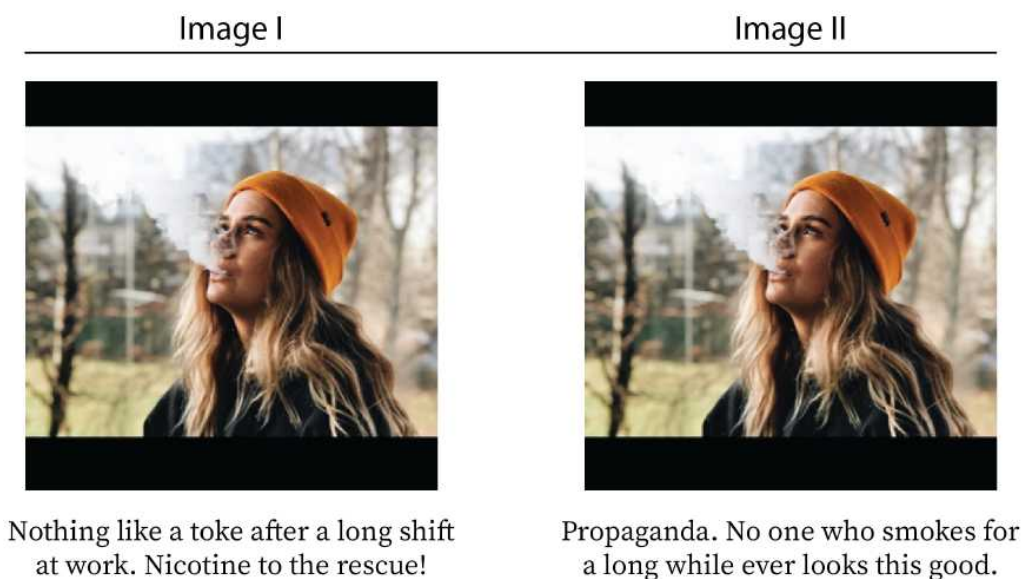 Image I
Image II
Nothing like a toke after a long shift
at work. Nicotine to the rescue!
Propaganda. No one who smokes for
a long while ever looks this good.